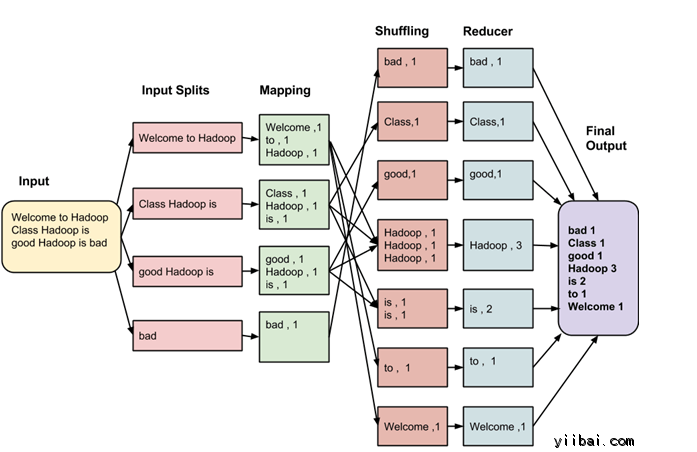 Shuffling
Reducer
Input Splits
Mapping
Final
Output
Input
Welcome to Hadoop
Class Hadoop is
good Hadoop is bad
Welcome to Hadoop
Class Hadoop is
good Hadoop is
bad
Welcome ,1
to , 1
Hadoop , 1
Class , 1
Hadoop , 1
is , 1
good , 1
Hadoop , 1
is , 1
bad , 1
bad , 1
Class,1
good,1
Hadoop , 1
Hadoop , 1
Hadoop , 1
is , 1
is , 1
to , 1
Welcome ,1
bad , 1
Class,1
good,1
Hadoop , 3
is , 2
to , 1
Welcome ,1
bad 1
Class 1
good 1
Hadoop 3
is 2
to 1
Welcome 1
yiibai.com